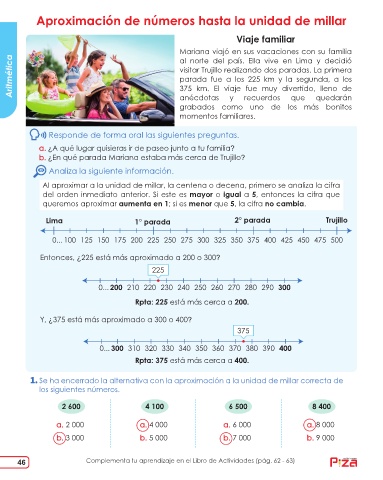 Aproximación de números hasta la unidad de millar
Aritmética
Viaje familiar
Mariana viajó en sus vacaciones con su familia
al norte del país. Ella vive en Lima y decidió
visitar Trujillo realizando dos paradas. La primera
parada fue a los 225 km y la segunda, a los
375 km. El viaje fue muy divertido, lleno de
anécdotas y recuerdos que quedarán
grabados como uno de los más bonitos
momentos familiares.
Responde de forma oral las siguientes preguntas.
a. ¿A qué lugar quisieras ir de paseo junto a tu familia?
b. ¿En qué parada Mariana estaba más cerca de Trujillo?
Analiza la siguiente información.
Al aproximar a la unidad de millar, la centena o decena, primero se analiza la cifra
del orden inmediato anterior. Si este es mayor o igual a 5, entonces la cifra que
queremos aproximar aumenta en 1; si es menor que 5, la cifra no cambia.
Lima 1° parada 2° parada Trujillo
0... 100 125 150 175 200 225 250 275 300 325 350 375 400 425 450 475 500
Entonces, ¿225 está más aproximado a 200 o 300?
225
0... 200 210 220 230 240 250 260 270 280 290 300
Rpta: 225 está más cerca a 200.
Y, ¿375 está más aproximado a 300 o 400?
375
0... 300 310 320 330 340 350 360 370 380 390 400
Rpta: 375 está más cerca a 400.
1. Se ha encerrado la alternativa con la aproximación a la unidad de millar correcta de
los siguientes números.
2 600 4 100 6 500 8 400
a. 2 000 a. 4 000 a. 6 000 a. 8 000
b. 3 000 b. 5 000 b. 7 000 b. 9 000
46 Complementa tu aprendizaje en el Libro de Actividades (pág. 62 - 63)